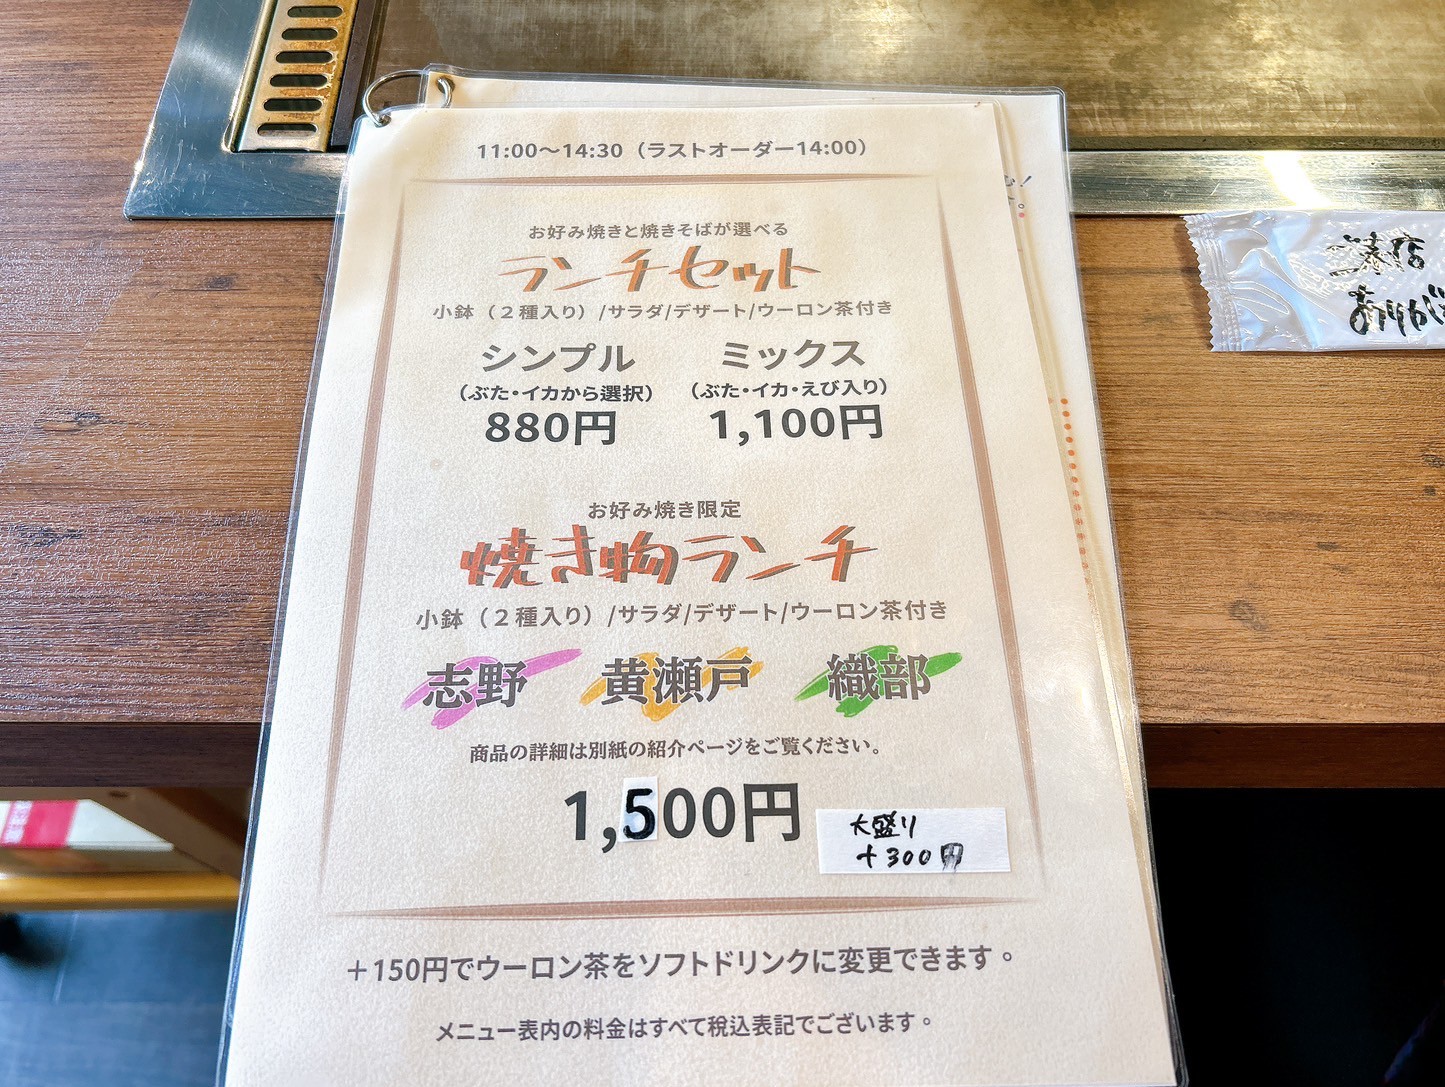 11:00〜14:30（ラストオーダー14:00）
お好み焼きと焼きそばが選べる
ランチセット
小鉢（２種入り）/サラダ/デザート/ウーロン茶付き
シンプル
（ぶた・イカから選択）
880円
ミックス
（ぶた・イカ・えび入り）
1,100円
お好み焼き限定
焼き物ランチ
小鉢（２種入り）/サラダ/デザート/ウーロン茶付き
志野 黄瀬戸 織部
商品の詳細は別紙の紹介ページをご覧ください。
1,500円
大盛り
＋300円
＋150円でウーロン茶をソフトドリンクに変更できます。
メニュー表内の料金はすべて税込表記でございます。